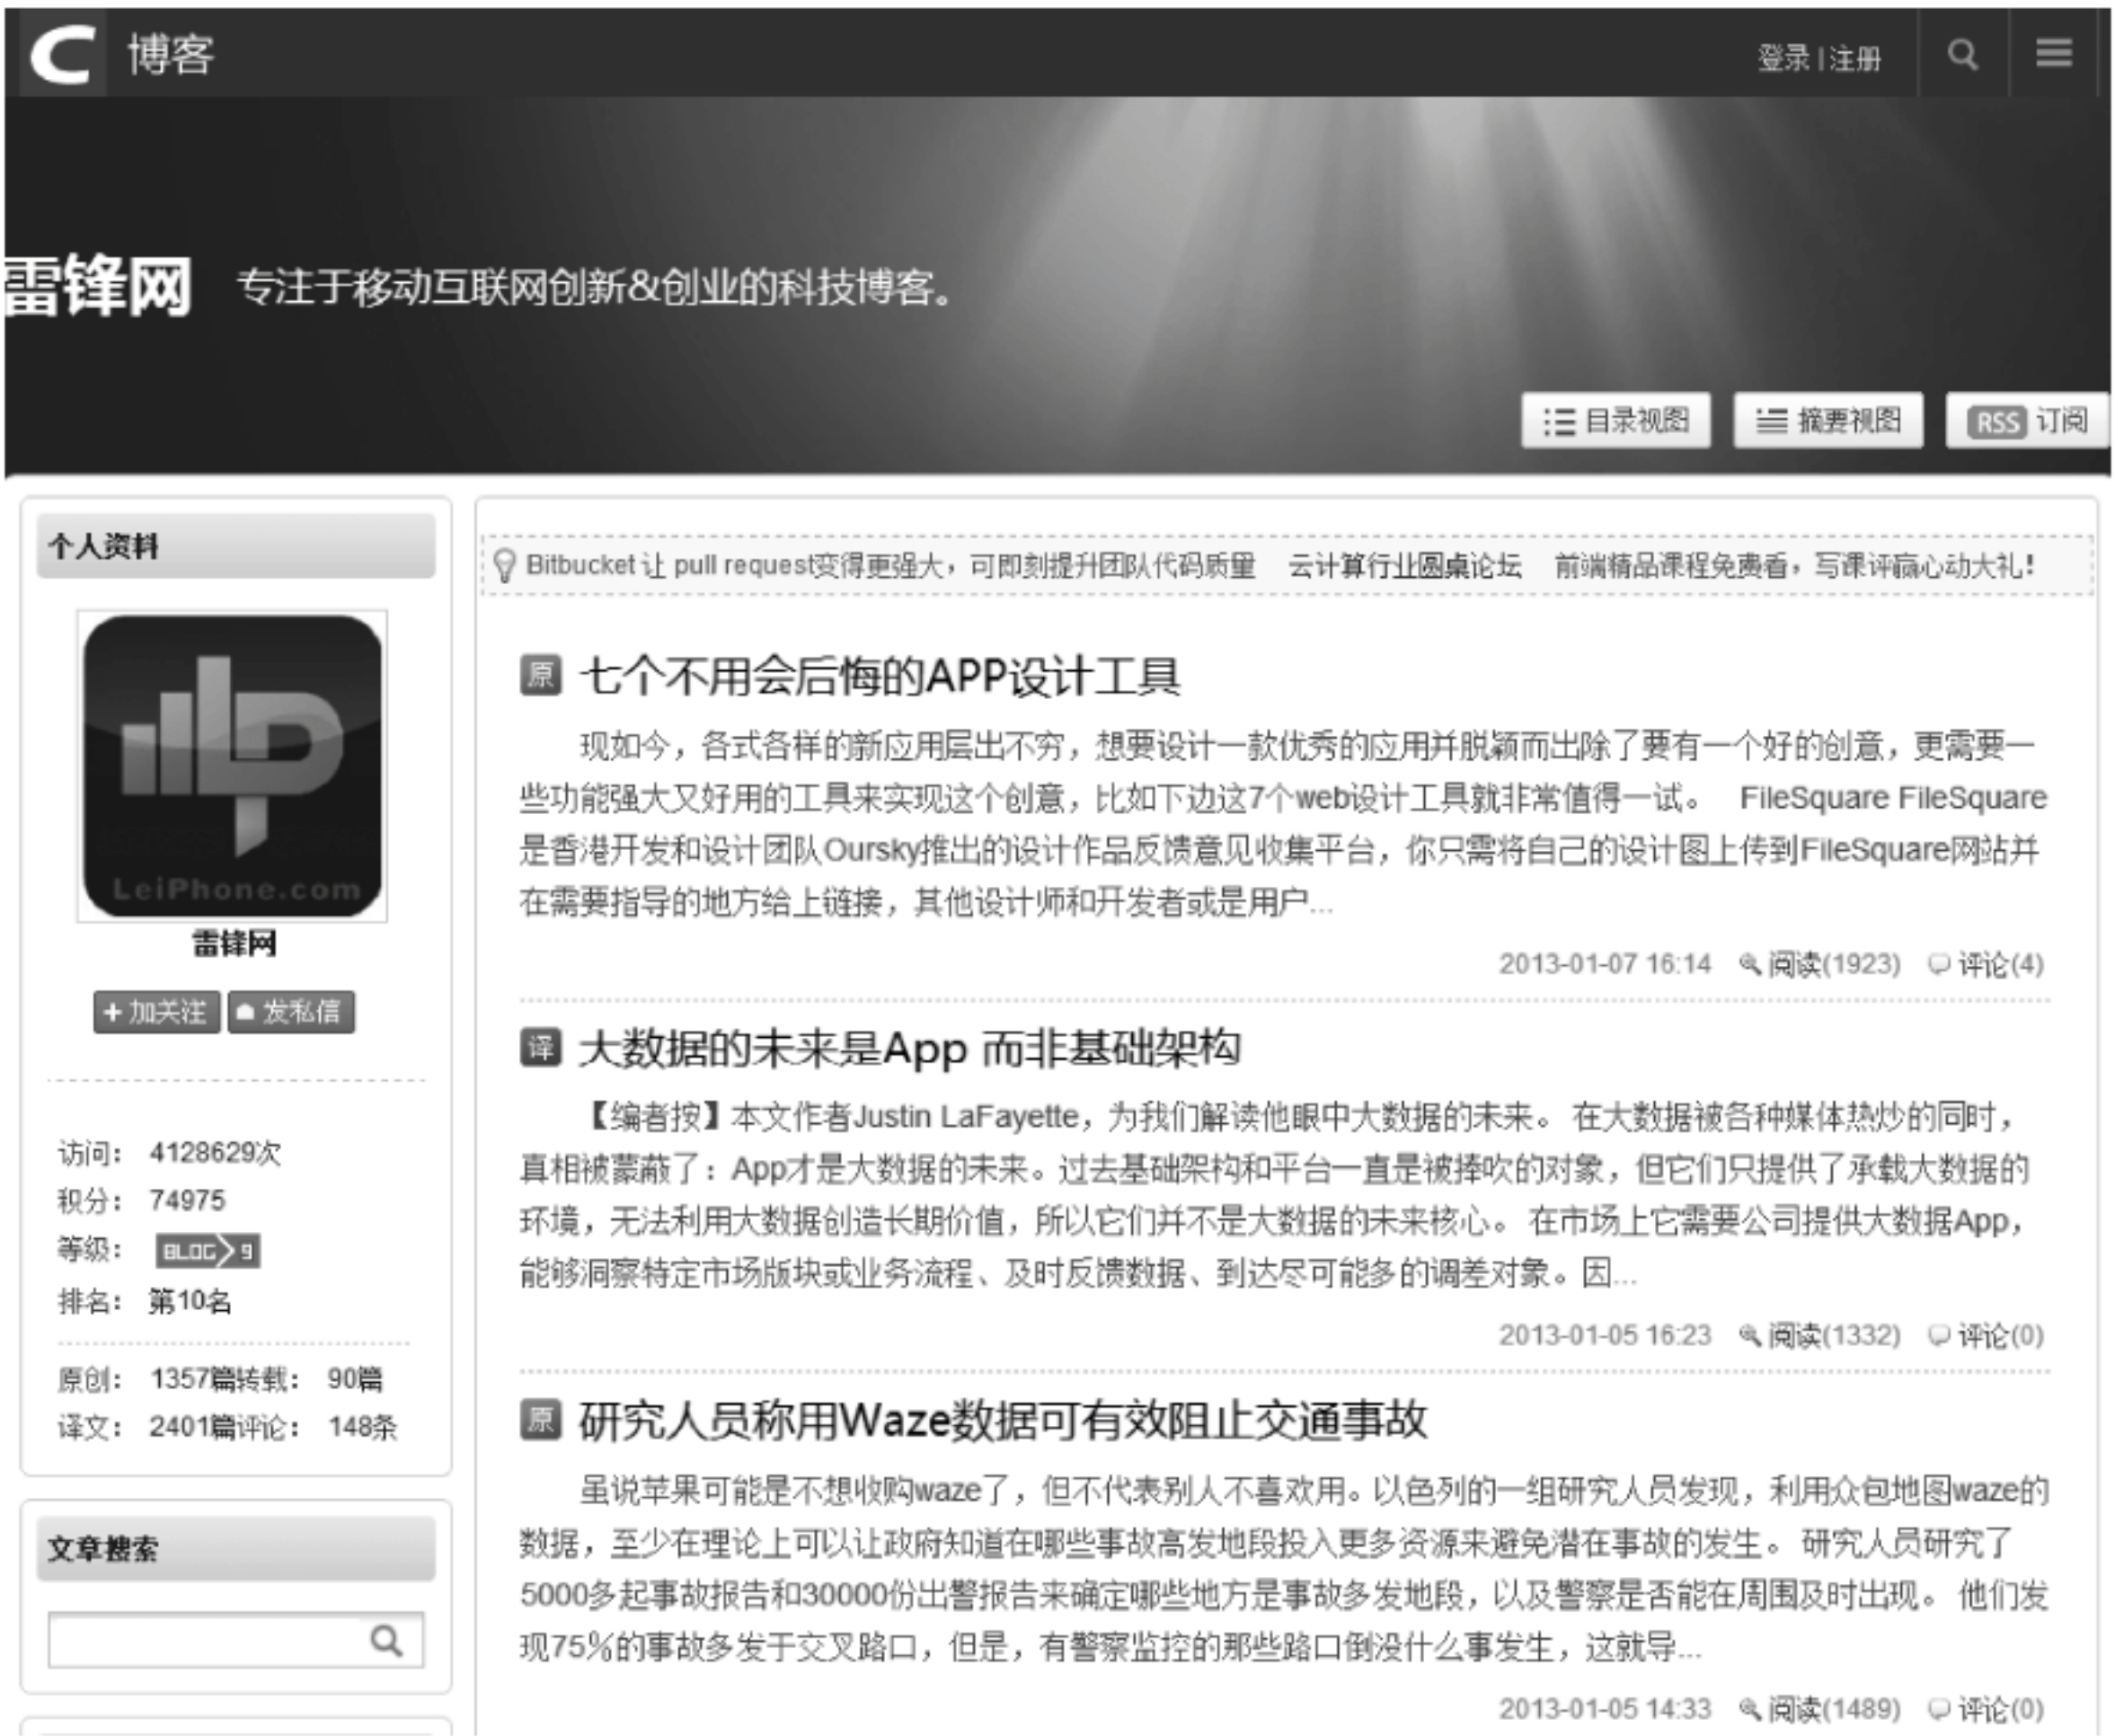 C 博客
登录 | 注册
雷锋网 专注于移动互联网创新&创业的科技博客。
目录视图 摘要视图 RSS 订阅
个人资料
LeiPhone.com
雷锋网
+加关注 发私信
访问： 4128629次
积分： 74975
等级： BLOG 9
排名： 第10名
原创： 1357篇转载： 90篇
译文： 2401篇评论： 148条
文章搜索
Bitbucket 让 pull request变得更强大，可即刻提升团队代码质量 云计算行业圆桌论坛 前端精品课程免费看，写课评赢心动大礼！
原 七个不用会后悔的APP设计工具
现如今，各式各样的新应用层出不穷，想要设计一款优秀的应用并脱颖而出除了要有一个好的创意，更需要一
些功能强大又好用的工具来实现这个创意，比如下边这7个web设计工具就非常值得一试。 FileSquare FileSquare
是香港开发和设计团队Oursky推出的设计作品反馈意见收集平台，你只需将自己的设计图上传到FileSquare网站并
在需要指导的地方给上链接，其他设计师和开发者或是用户...
2013-01-07 16:14 阅读(1923) 评论(4)
译 大数据的未来是App 而非基础架构
【编者按】本文作者Justin LaFayette，为我们解读他眼中大数据的未来。 在大数据被各种媒体热炒的同时，
真相被蒙蔽了：App才是大数据的未来。过去基础架构和平台一直是被捧吹的对象，但它们只提供了承载大数据的
环境，无法利用大数据创造长期价值，所以它们并不是大数据的未来核心。 在市场上它需要公司提供大数据App，
能够洞察特定市场版块或业务流程、及时反馈数据、到达尽可能多的调差对象。因...
2013-01-05 16:23 阅读(1332) 评论(0)
原 研究人员称用Waze数据可有效阻止交通事故
虽说苹果可能是不想收购waze了，但不代表别人不喜欢用。以色列的一组研究人员发现，利用众包地图waze的
数据，至少在理论上可以让政府知道在哪些事故高发地段投入更多资源来避免潜在事故的发生。 研究人员研究了
5000多起事故报告和30000份出警报告来确定哪些地方是事故多发地段，以及警察是否能在周围及时出现。 他们发
现75%的事故多发于交叉路口，但是，有警察监控的那些路口倒没什么事发生，这就导...
2013-01-05 14:33 阅读(1489) 评论(0)